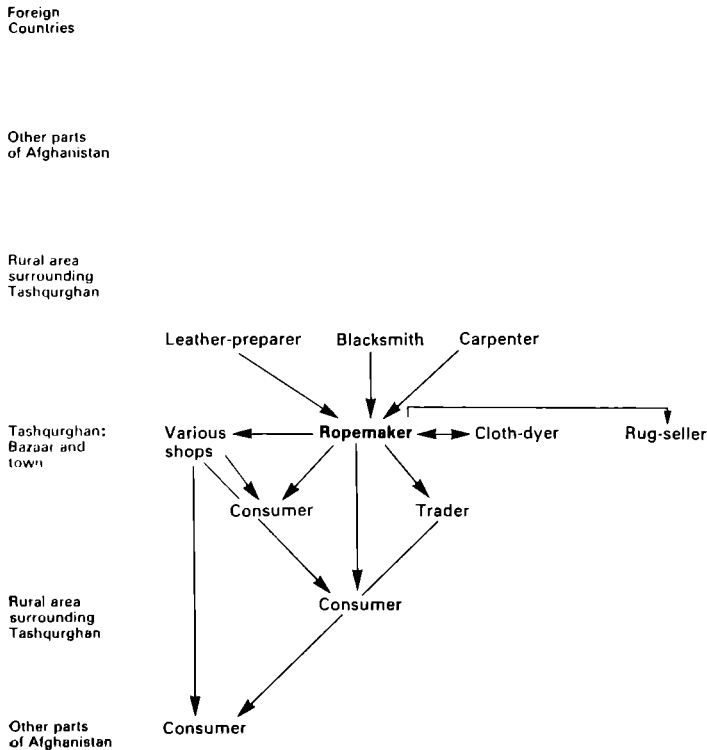 Foreign
Countries
Other parts
of Afghanistan
Rural area
surrounding
Tashqurghan
Leather-preparer Blacksmith Carpenter
Tashqurghan:
Bazaar and
town
Various
shops
Ropemaker Cloth-dyer Rug-seller
Consumer Trader
Rural area
surrounding
Tashqurghan
Consumer
Other parts
of Afghanistan
Consumer